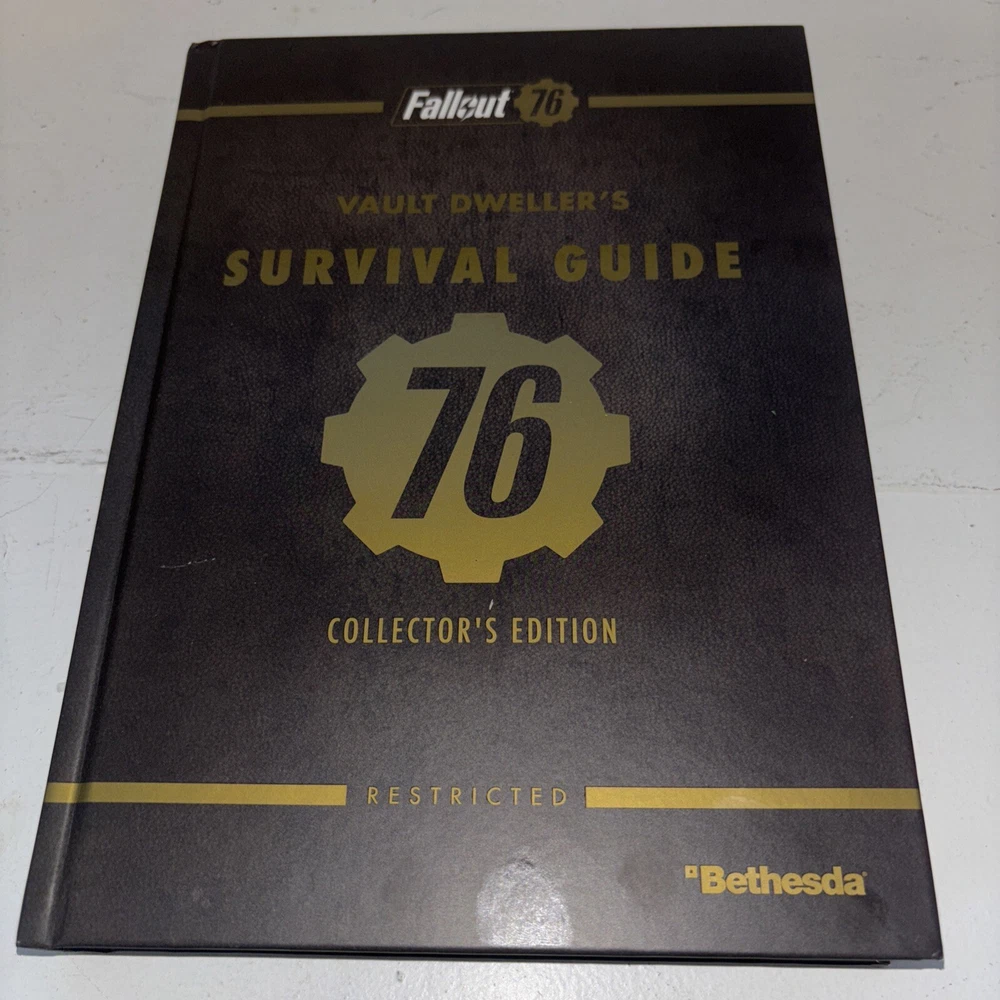 Fallout 76
VAULT DWELLER'S
SURVIVAL GUIDE
76
COLLECTOR'S EDITION
RESTRICTED
Bethesda